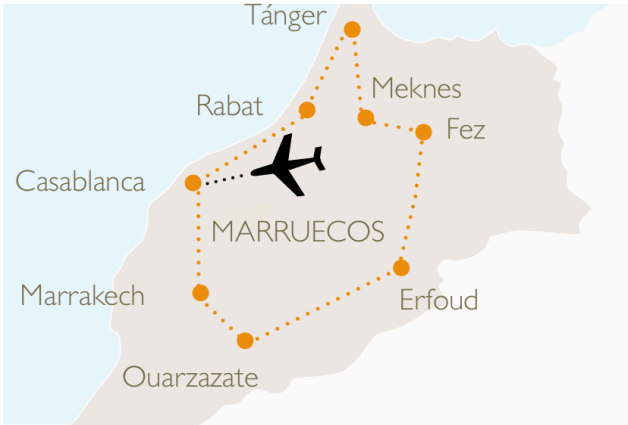 Tánger
Meknes
Rabat
Fez
Casablanca
MARRUECOS
Marrakech
Erfoud
Ouarzazate